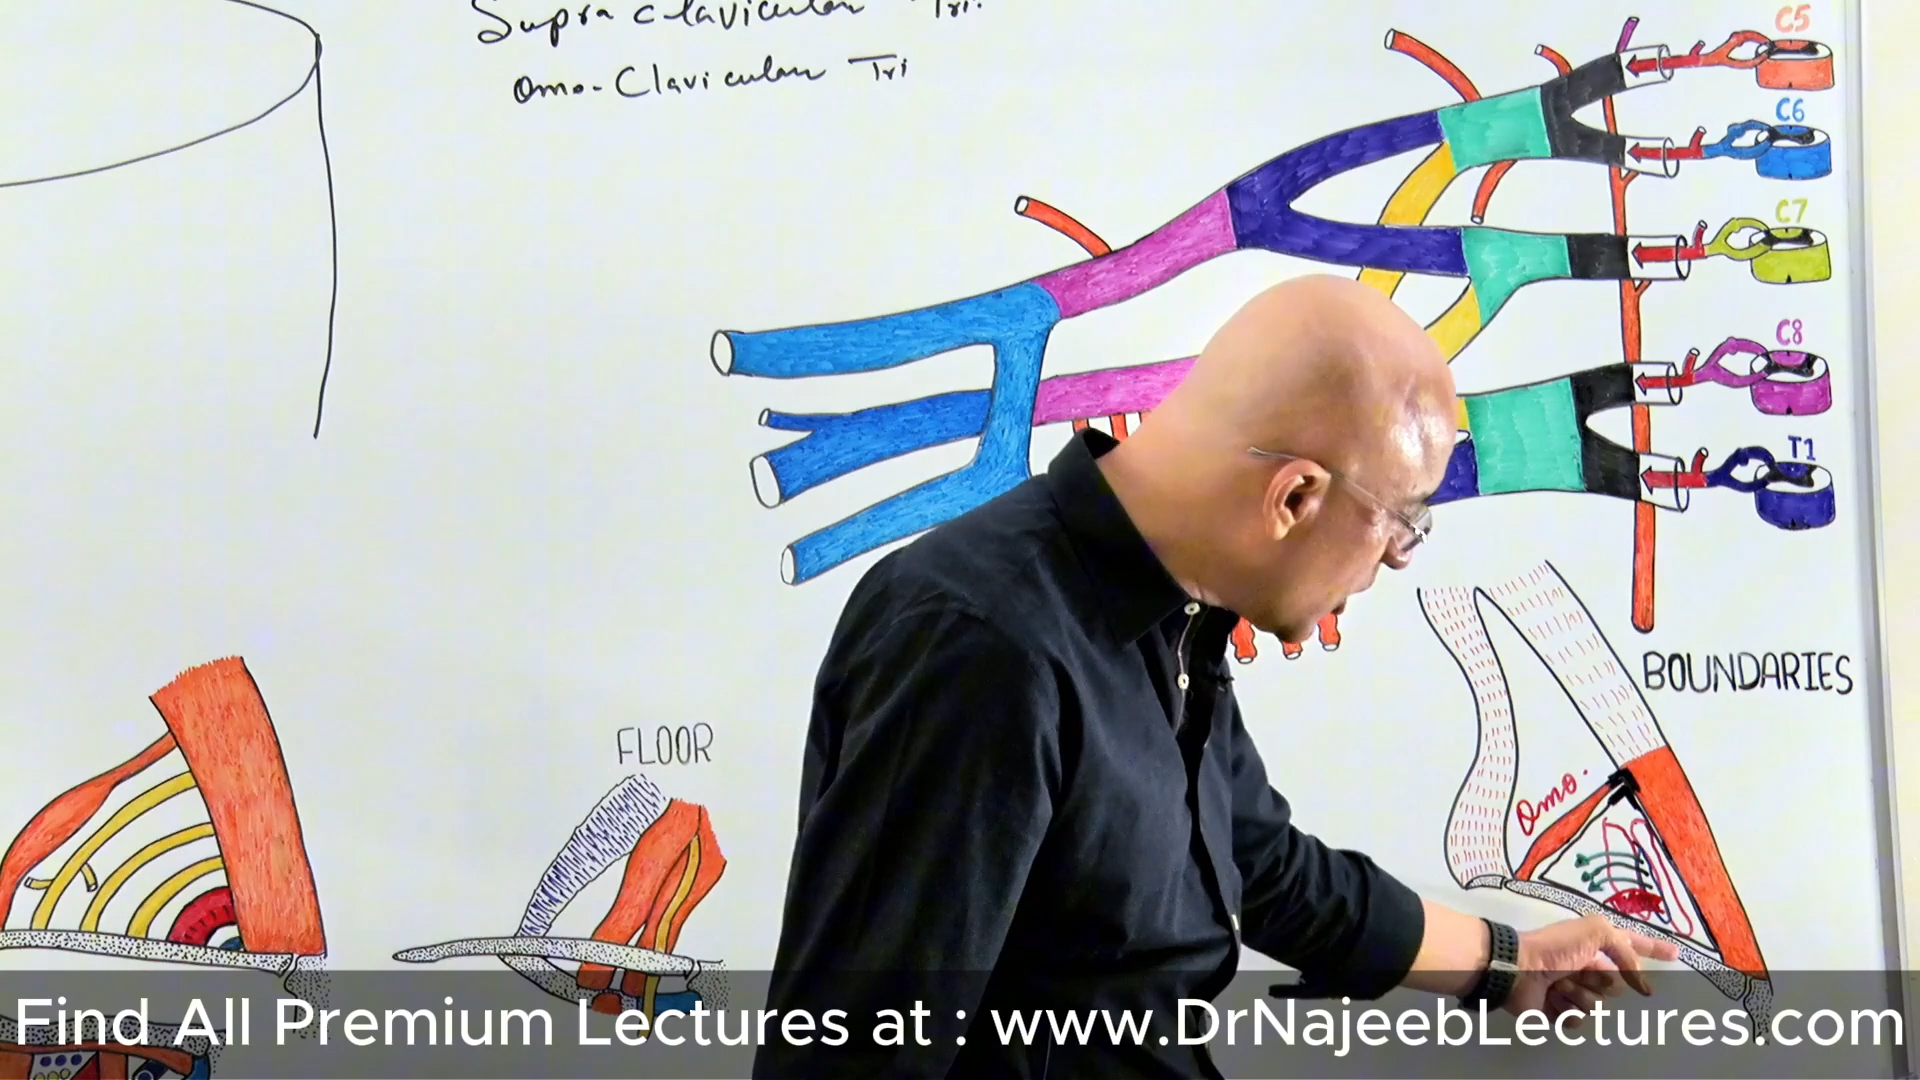 Supra clavicular Tri.
Omo-Clavicular Tri
C5
C6
C7
C8
T1
BOUNDARIES
FLOOR
Omo.
Find All Premium Lectures at : www.DrNajeebLectures.com